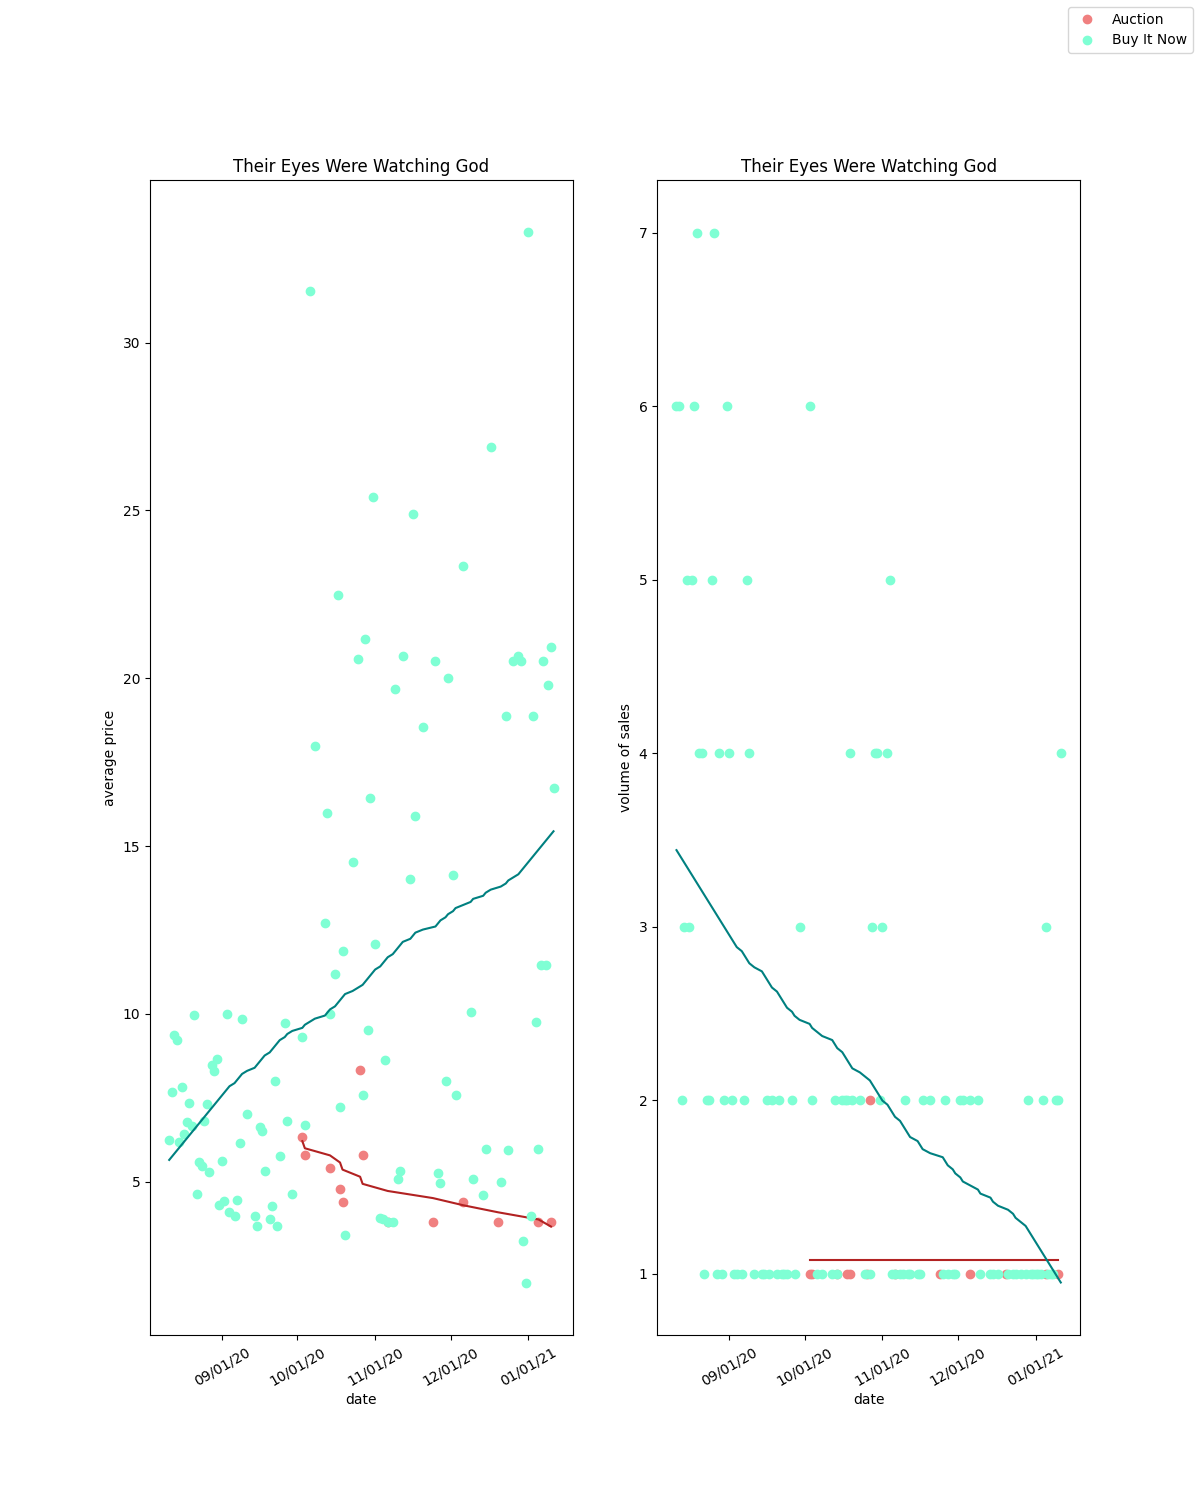 Auction
Buy It Now
Their Eyes Were Watching God
30
25
20
15
10
5
average price
09/01/20
10/01/20
11/01/20
12/01/20
01/01/21
date
Their Eyes Were Watching God
7
6
5
4
3
2
1
volume of sales
09/01/20
10/01/20
11/01/20
12/01/20
01/01/21
date